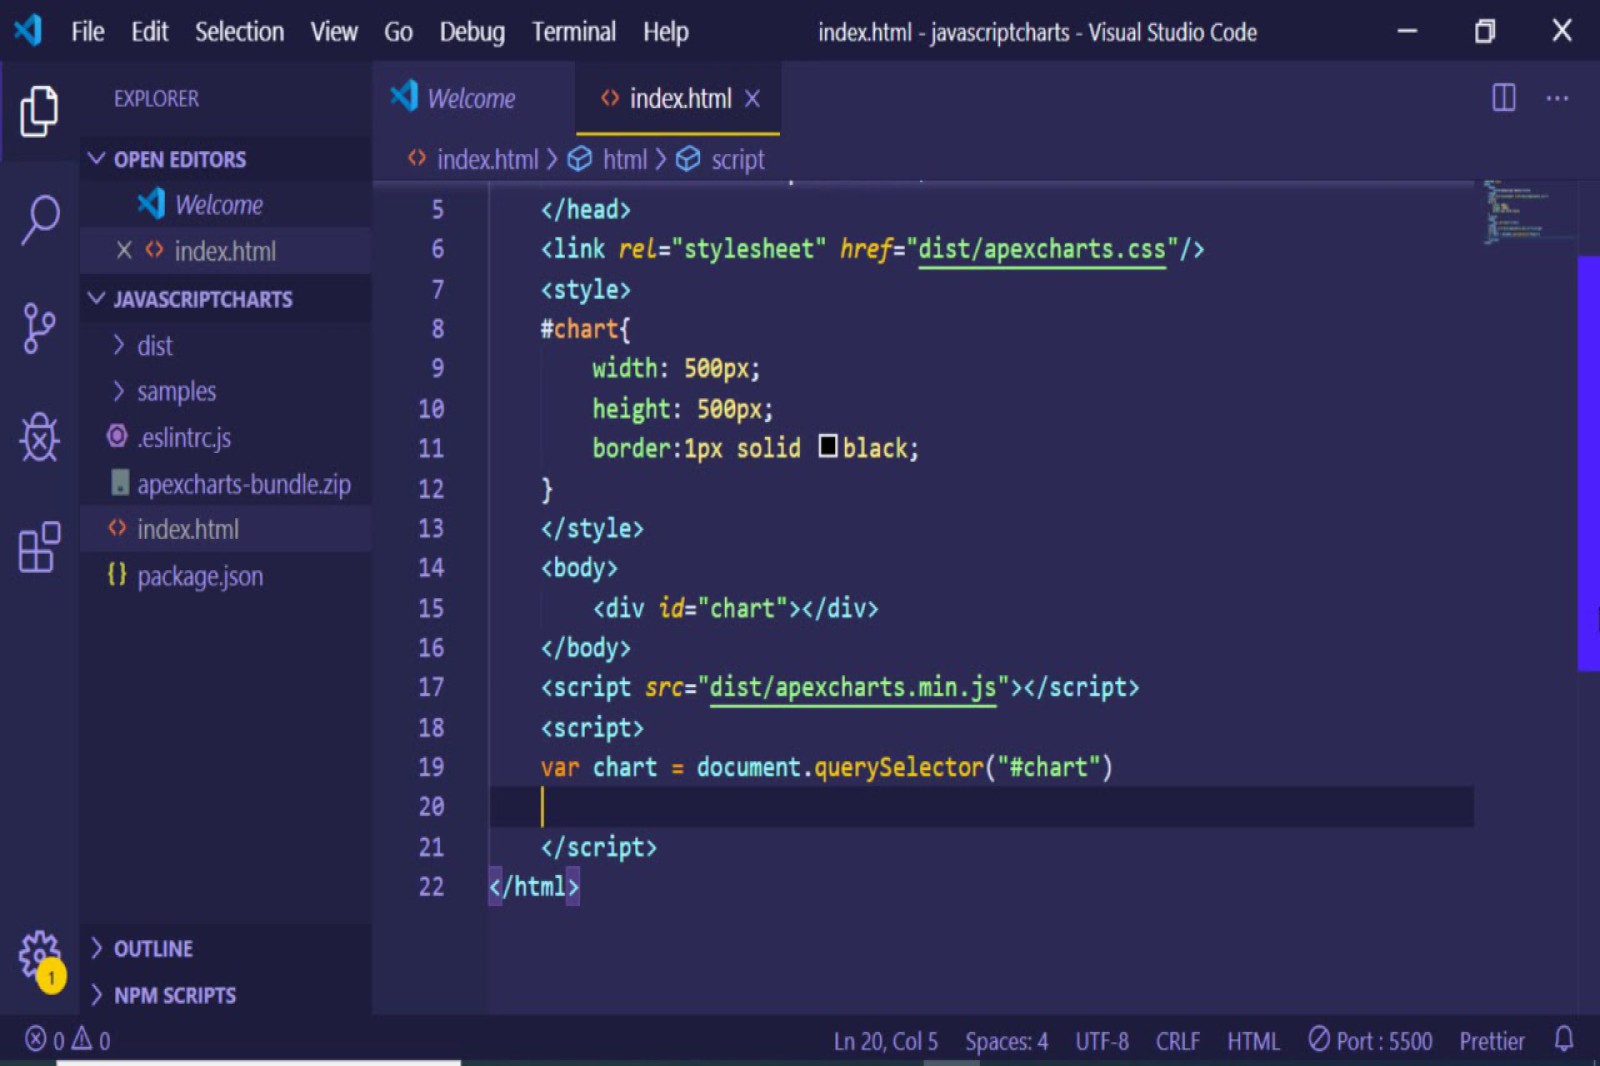 File Edit Selection View Go Debug Terminal Help
index.html - javascriptcharts - Visual Studio Code
EXPLORER
OPEN EDITORS
Welcome
index.html
JAVASCRIPTCHARTS
dist
samples
.eslintrc.js
apexcharts-bundle.zip
index.html
package.json
OUTLINE
NPM SCRIPTS
1
Welcome
index.html
index.html > html > script
5 </head>
6 <link rel="stylesheet" href="dist/apexcharts.css"/>
7 <style>
8 #chart{
9 width: 500px;
10 height: 500px;
11 border:1px solid black;
12 }
13 </style>
14 <body>
15 <div id="chart"></div>
16 </body>
17 <script src="dist/apexcharts.min.js"></script>
18 <script>
19 var chart = document.querySelector("#chart")
20
21 </script>
22 </html>
0 0
Ln 20, Col 5 Spaces: 4 UTF-8 CRLF HTML Port : 5500 Prettier